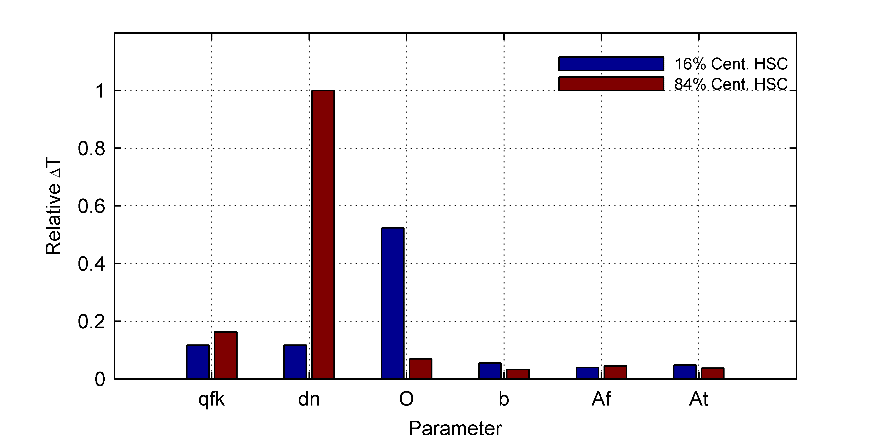 16% Cent. HSC
84% Cent. HSC
1
0.8
0.6
0.4
0.2
0
Relative ΔT
qfk dn O b Af At
Parameter